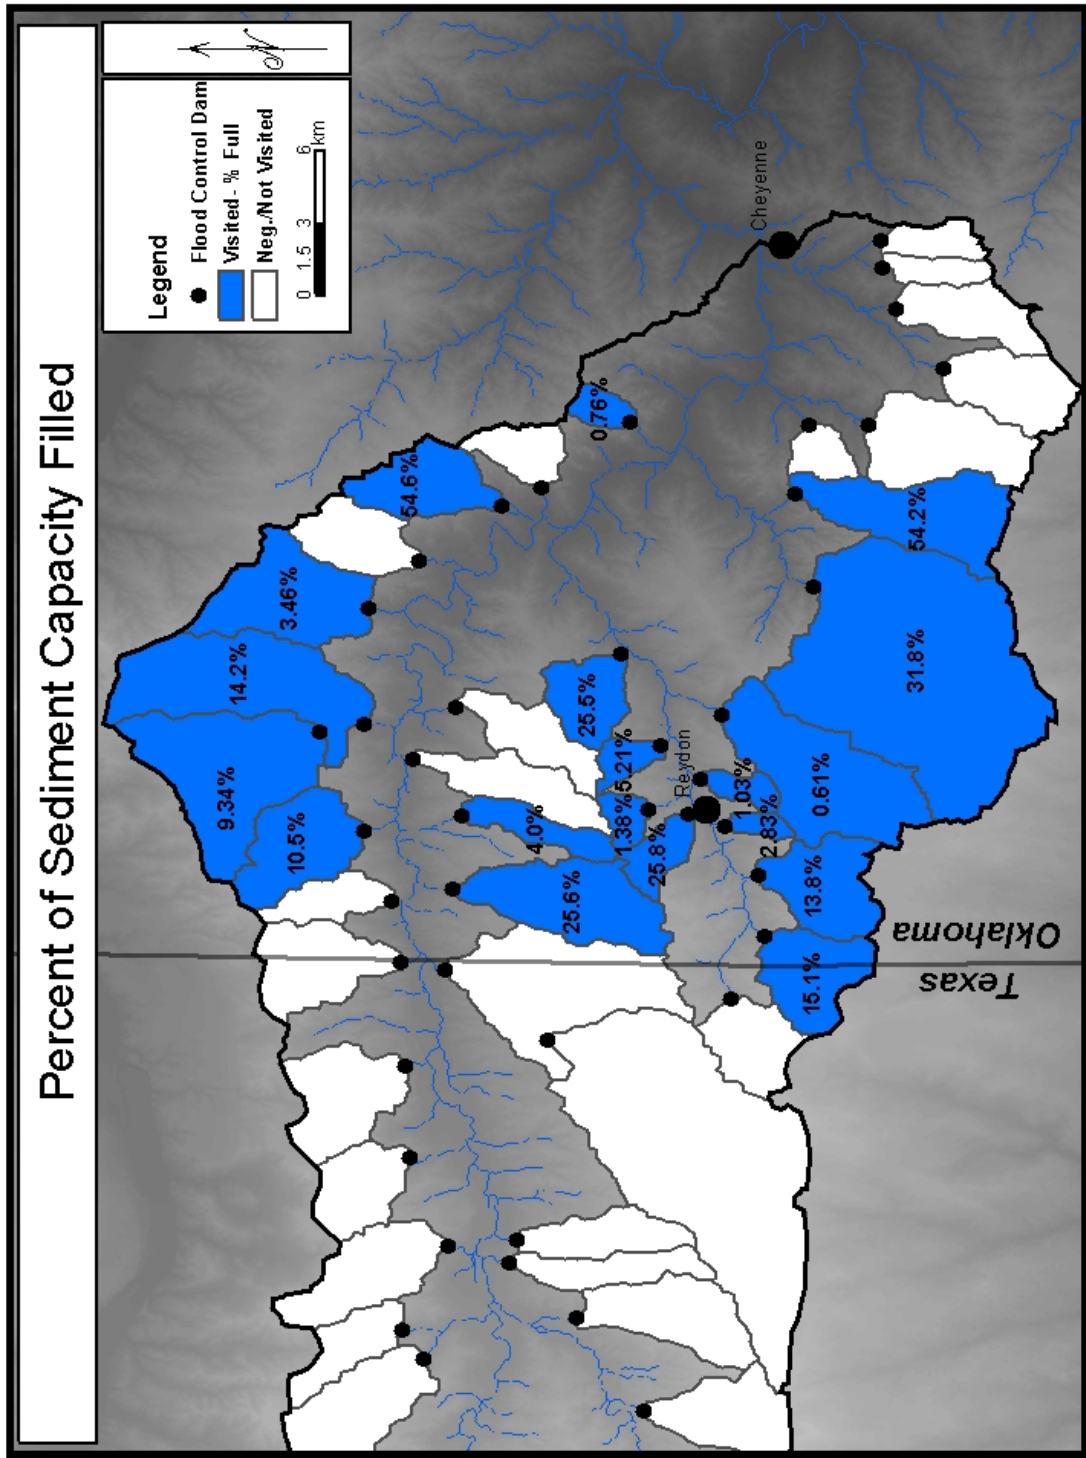 Percent of Sediment Capacity Filled
N
Legend
Flood Control Dam
Visited- % Full
Neg./Not Visited
0 1.5 3 6
km
14.2%
3.46%
9.34%
10.5%
54.6%
0.76%
Cheyenne
25.5%
4.0%
5.21%
1.38%
25.6%
25.8%
Reydon
1.03%
2.83%
0.61%
31.8%
54.2%
13.8%
15.1%
Texas
Oklahoma